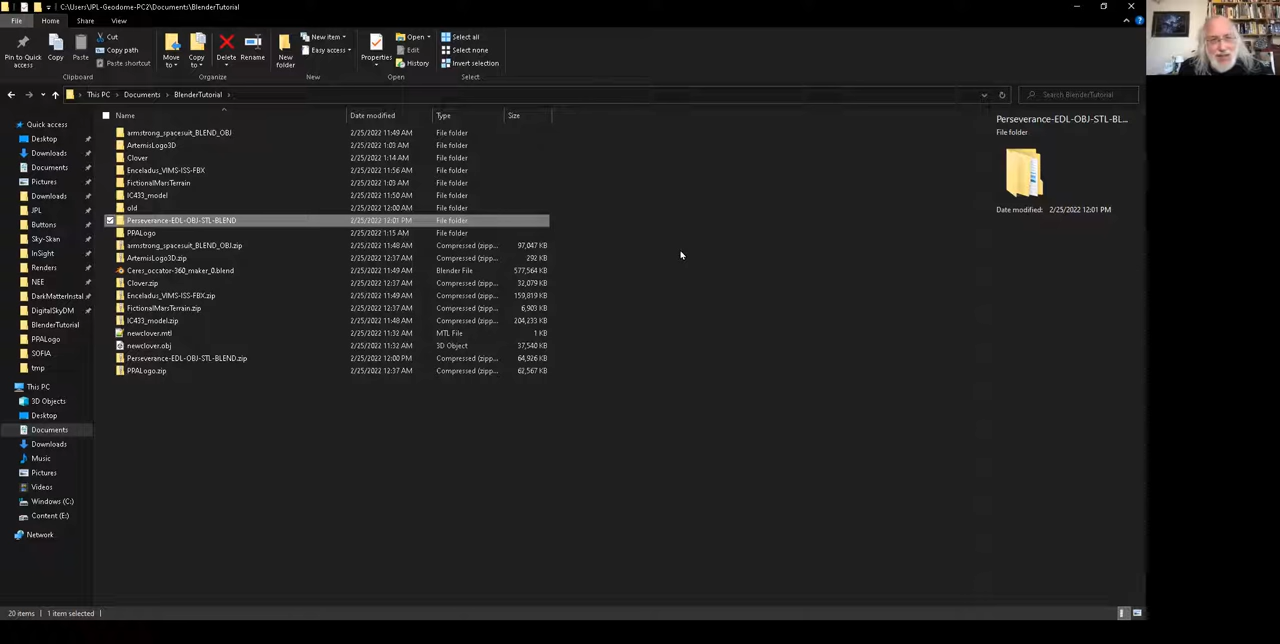 C:\Users\JPL-Geodome-PC2\Documents\BlenderTutorial
File Home Share View
Pin to Quick access
Copy
Paste
Cut
Copy path
Paste shortcut
Clipboard
Move to
Copy to
Delete
Rename
Organize
New folder
New item
Easy access
New
Properties
Open
Edit
History
Open
Select all
Select none
Invert selection
Select
This PC > Documents > BlenderTutorial >
Search BlenderTutorial
Name Date modified Type Size
armstrong_spacesuit_BLEND_OBJ 2/25/2022 11:49 AM File folder
ArtemisLogo3D 2/25/2022 1:03 AM File folder
Clover 2/25/2022 1:14 AM File folder
Enceladus_VIMS-ISS-FBX 2/25/2022 11:56 AM File folder
FictionalMarsTerrain 2/25/2022 1:03 AM File folder
IC433_model 2/25/2022 11:50 AM File folder
old 2/25/2022 12:00 AM File folder
Perseverance-EDL-OBJ-STL-BLEND 2/25/2022 12:01 PM File folder
PPALogo 2/25/2022 1:15 AM File folder
armstrong_spacesuit_BLEND_OBJ.zip 2/25/2022 11:48 AM Compressed (zipp... 97,047 KB
ArtemisLogo3D.zip 2/25/2022 12:37 AM Compressed (zipp... 292 KB
Ceres_occator-360_maker_0.blend 2/25/2022 11:49 AM Blender File 577,564 KB
Clover.zip 2/25/2022 12:37 AM Compressed (zipp... 32,079 KB
Enceladus_VIMS-ISS-FBX.zip 2/25/2022 11:49 AM Compressed (zipp... 159,819 KB
FictionalMarsTerrain.zip 2/25/2022 12:37 AM Compressed (zipp... 6,903 KB
IC433_model.zip 2/25/2022 11:48 AM Compressed (zipp... 204,233 KB
newclover.mtl 2/25/2022 11:32 AM MTL File 1 KB
newclover.obj 2/25/2022 11:32 AM 3D Object 37,540 KB
Perseverance-EDL-OBJ-STL-BLEND.zip 2/25/2022 12:00 PM Compressed (zipp... 64,926 KB
PPALogo.zip 2/25/2022 12:37 AM Compressed (zipp... 62,567 KB
Quick access
Desktop
Downloads
Documents
Pictures
Downloads
JPL
Buttons
Sky-Skan
InSight
Renders
NEE
DarkMatterInstal
DigitalSkyDM
BlenderTutorial
PPALogo
SOFIA
tmp
This PC
3D Objects
Desktop
Documents
Downloads
Music
Pictures
Videos
Windows (C:)
Content (E:)
Network
Perseverance-EDL-OBJ-STL-BL...
File folder
Date modified: 2/25/2022 12:01 PM
20 items 1 item selected